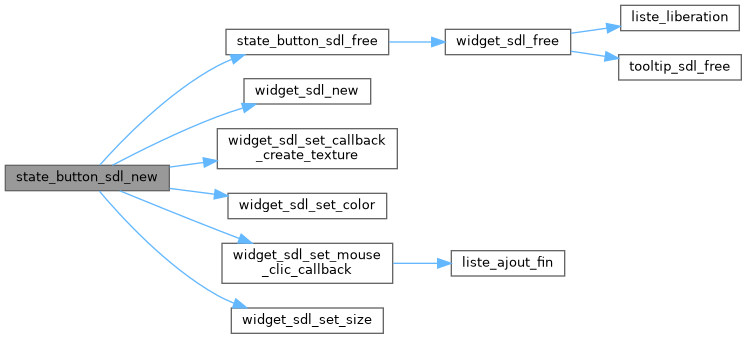 state_button_sdl_new
state_button_sdl_free
widget_sdl_free
liste_liberation
tooltip_sdl_free
widget_sdl_new
widget_sdl_set_callback
_create_texture
widget_sdl_set_color
widget_sdl_set_mouse
_clic_callback
liste_ajout_fin
widget_sdl_set_size